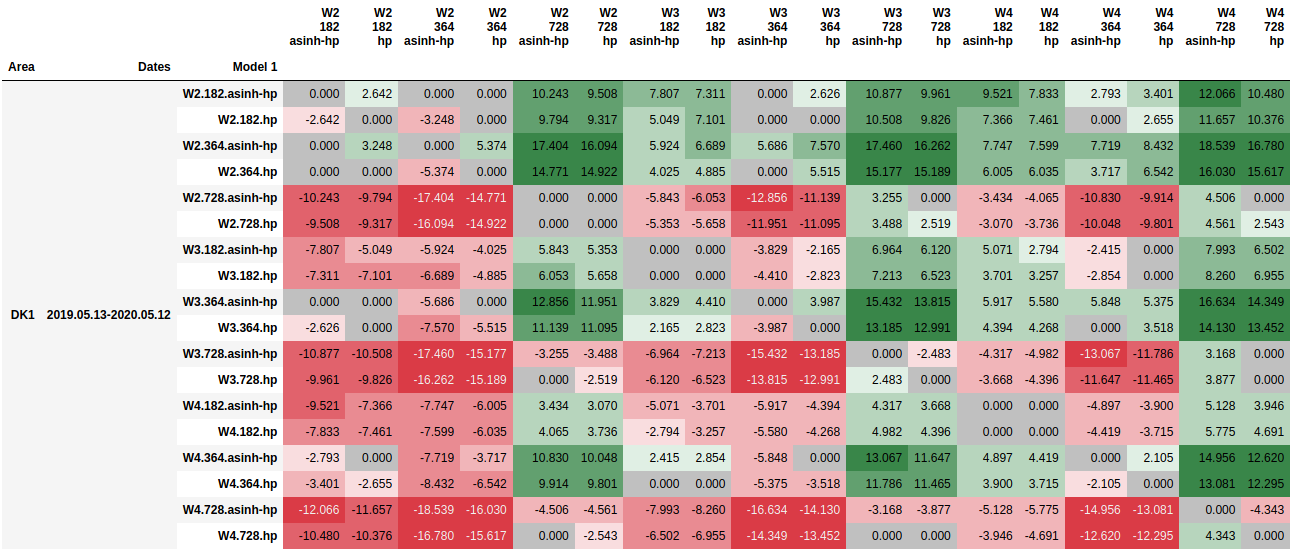 W2 W2 W2 W2 W2 W2 W3 W3 W3 W3 W3 W3 W4 W4 W4 W4 W4 W4
182 182 364 364 728 728 182 182 364 364 728 728 182 182 364 364 728 728
asinh-hp hp asinh-hp hp asinh-hp hp asinh-hp hp asinh-hp hp asinh-hp hp asinh-hp hp asinh-hp hp asinh-hp hp
Area Dates Model 1
W2.182.asinh-hp 0.000 2.642 0.000 0.000 10.243 9.508 7.807 7.311 0.000 2.626 10.877 9.961 9.521 7.833 2.793 3.401 12.066 10.480
W2.182.hp -2.642 0.000 -3.248 0.000 9.794 9.317 5.049 7.101 0.000 0.000 10.508 9.826 7.366 7.461 0.000 2.655 11.657 10.376
W2.364.asinh-hp 0.000 3.248 0.000 5.374 17.404 16.094 5.924 6.689 5.686 7.570 17.460 16.262 7.747 7.599 7.719 8.432 18.539 16.780
W2.364.hp 0.000 0.000 -5.374 0.000 14.771 14.922 4.025 4.885 0.000 5.515 15.177 15.189 6.005 6.035 3.717 6.542 16.030 15.617
W2.728.asinh-hp -10.243 -9.794 -17.404 -14.771 0.000 0.000 -5.843 -6.053 -12.856 -11.139 3.255 0.000 -3.434 -4.065 -10.830 -9.914 4.506 0.000
W2.728.hp -9.508 -9.317 -16.094 -14.922 0.000 0.000 -5.353 -5.658 -11.951 -11.095 3.488 2.519 -3.070 -3.736 -10.048 -9.801 4.561 2.543
W3.182.asinh-hp -7.807 -5.049 -5.924 -4.025 5.843 5.353 0.000 0.000 -3.829 -2.165 6.964 6.120 5.071 2.794 -2.415 0.000 7.993 6.502
W3.182.hp -7.311 -7.101 -6.689 -4.885 6.053 5.658 0.000 0.000 -4.410 -2.823 7.213 6.523 3.701 3.257 -2.854 0.000 8.260 6.955
W3.364.asinh-hp 0.000 0.000 -5.686 0.000 12.856 11.951 3.829 4.410 0.000 3.987 15.432 13.815 5.917 5.580 5.848 5.375 16.634 14.349
DK1 2019.05.13-2020.05.12
W3.364.hp -2.626 0.000 -7.570 -5.515 11.139 11.095 2.165 2.823 -3.987 0.000 13.185 12.991 4.394 4.268 0.000 3.518 14.130 13.452
W3.728.asinh-hp -10.877 -10.508 -17.460 -15.177 -3.255 -3.488 -6.964 -7.213 -15.432 -13.185 0.000 -2.483 -4.317 -4.982 -13.067 -11.786 3.168 0.000
W3.728.hp -9.961 -9.826 -16.262 -15.189 0.000 -2.519 -6.120 -6.523 -13.815 -12.991 2.483 0.000 -3.668 -4.396 -11.647 -11.465 3.877 0.000
W4.182.asinh-hp -9.521 -7.366 -7.747 -6.005 3.434 3.070 -5.071 -3.701 -5.917 -4.394 4.317 3.668 0.000 0.000 -4.897 -3.900 5.128 3.946
W4.182.hp -7.833 -7.461 -7.599 -6.035 4.065 3.736 -2.794 -3.257 -5.580 -4.268 4.982 4.396 0.000 0.000 -4.419 -3.715 5.775 4.691
W4.364.asinh-hp -2.793 0.000 -7.719 -3.717 10.830 10.048 2.415 2.854 -5.848 0.000 13.067 11.647 4.897 4.419 0.000 2.105 14.956 12.620
W4.364.hp -3.401 -2.655 -8.432 -6.542 9.914 9.801 0.000 0.000 -5.375 -3.518 11.786 11.465 3.900 3.715 -2.105 0.000 13.081 12.295
W4.728.asinh-hp -12.066 -11.657 -18.539 -16.030 -4.506 -4.561 -7.993 -8.260 -16.634 -14.130 -3.168 -3.877 -5.128 -5.775 -14.956 -13.081 0.000 -4.343
W4.728.hp -10.480 -10.376 -16.780 -15.617 0.000 -2.543 -6.502 -6.955 -14.349 -13.452 0.000 0.000 -3.946 -4.691 -12.620 -12.295 4.343 0.000